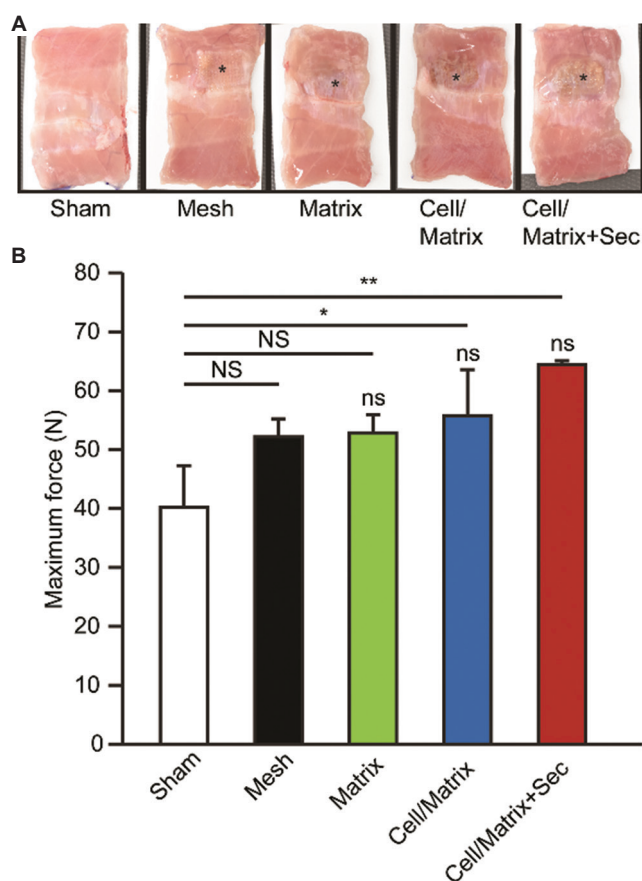 A
*
*
*
*
Sham
Mesh
Matrix
Cell/
Matrix
Cell/
Matrix+Sec
B
80
70
60
50
40
30
20
10
0
Maximum force (N)
**
*
NS
NS
ns
ns
ns
Sham
Mesh
Matrix
Cell/Matrix
Cell/Matrix+Sec